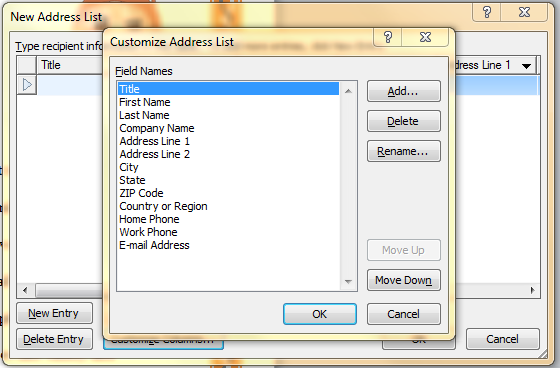 New Address List
Customize Address List
Type recipient
Title
dress Line 1
Field Names
Title
First Name
Last Name
Company Name
Address Line 1
Address Line 2
City
State
ZIP Code
Country or Region
Home Phone
Work Phone
E-mail Address
Add...
Delete
Rename...
Move Up
Move Down
OK
Cancel
New Entry
Delete Entry
Customize Columns...
OK
Cancel